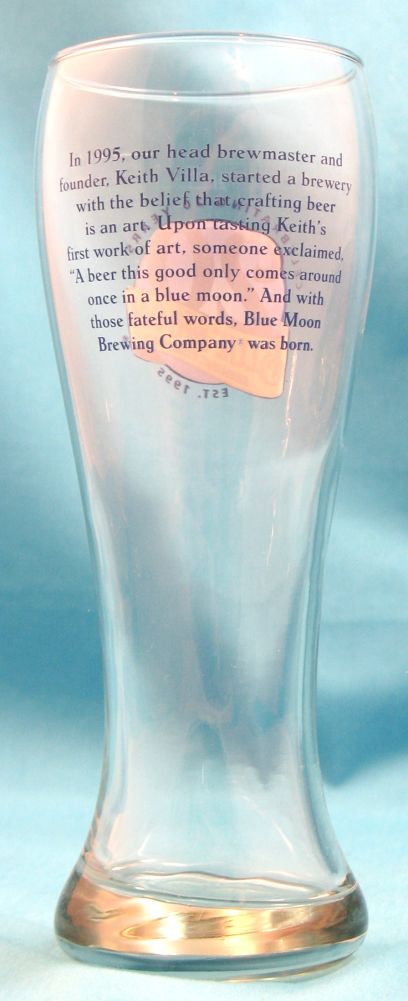 In 1995, our head brewmaster and
founder, Keith Villa, started a brewery
with the belief that crafting beer
is an art. Upon tasting Keith's
first work of art, someone exclaimed,
"A beer this good only comes around
once in a blue moon." And with
those fateful words, Blue Moon
Brewing Company was born.
EST. 1995